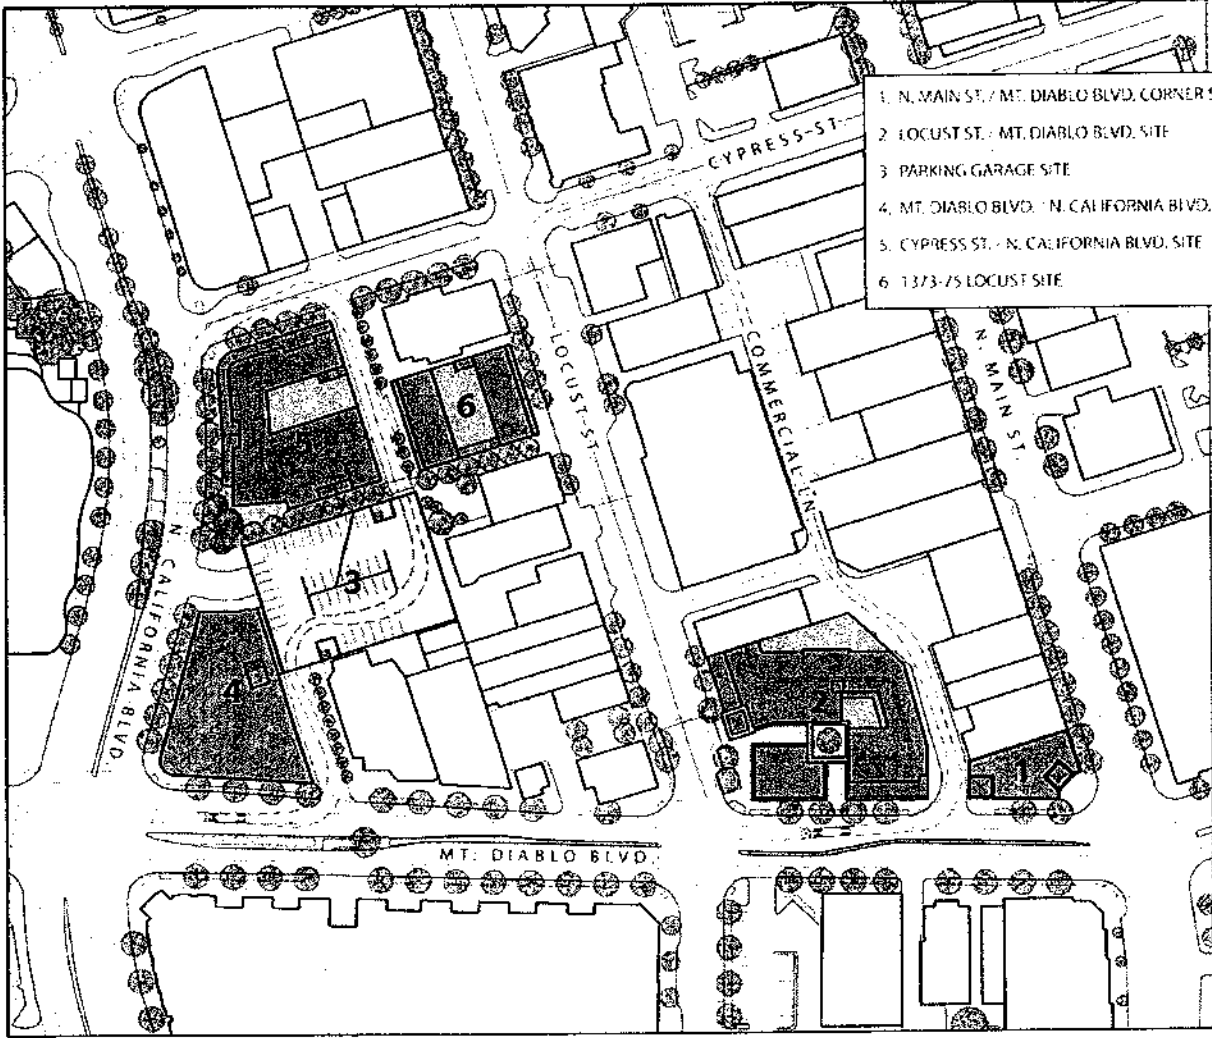 1. N. MAIN ST. / MT. DIABLO BLVD. CORNER S
2 LOCUST ST. / MT. DIABLO BLVD. SITE
3 PARKING GARAGE SITE
4. MT. DIABLO BLVD. / N. CALIFORNIA BLVD.
5. CYPRESS ST. - N. CALIFORNIA BLVD. SITE
6 1373-75 LOCUST SITE
CYPRESS-ST
LOCUST-ST
COMMERCIAL LN
N. MAIN ST
6
3
N CALIFORNIA BLVD
4
2
1
MT. DIABLO BLVD.